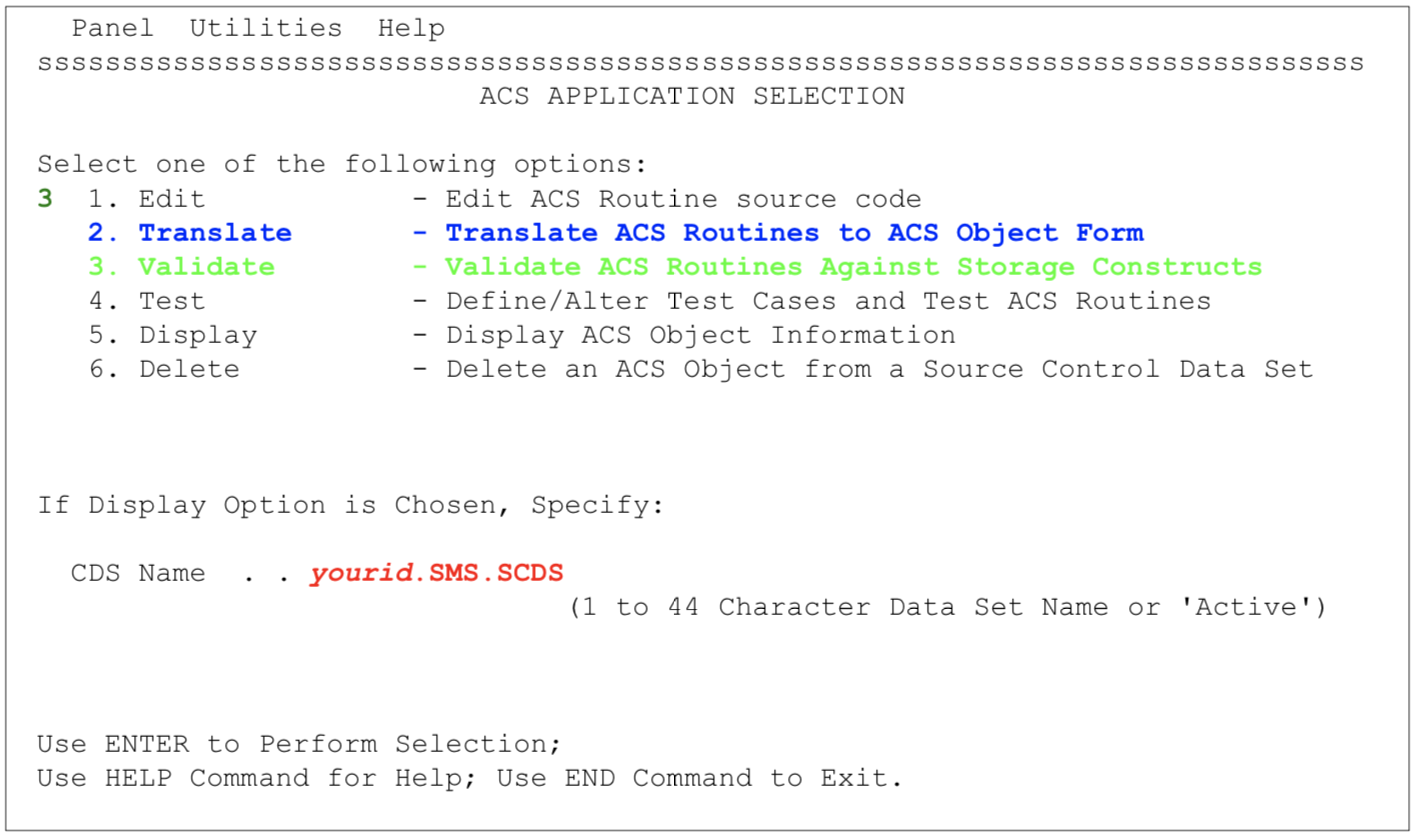 Panel Utilities Help
ssssssssssssssssssssssssssssssssssssssssssssssssssssssssssssssssssssssssssssss
ACS APPLICATION SELECTION
Select one of the following options:
3 1. Edit - Edit ACS Routine source code
2. Translate - Translate ACS Routines to ACS Object Form
3. Validate - Validate ACS Routines Against Storage Constructs
4. Test - Define/Alter Test Cases and Test ACS Routines
5. Display - Display ACS Object Information
6. Delete - Delete an ACS Object from a Source Control Data Set
If Display Option is Chosen, Specify:
CDS Name . . yourid.SMS.SCDS
(1 to 44 Character Data Set Name or 'Active')
Use ENTER to Perform Selection;
Use HELP Command for Help; Use END Command to Exit.